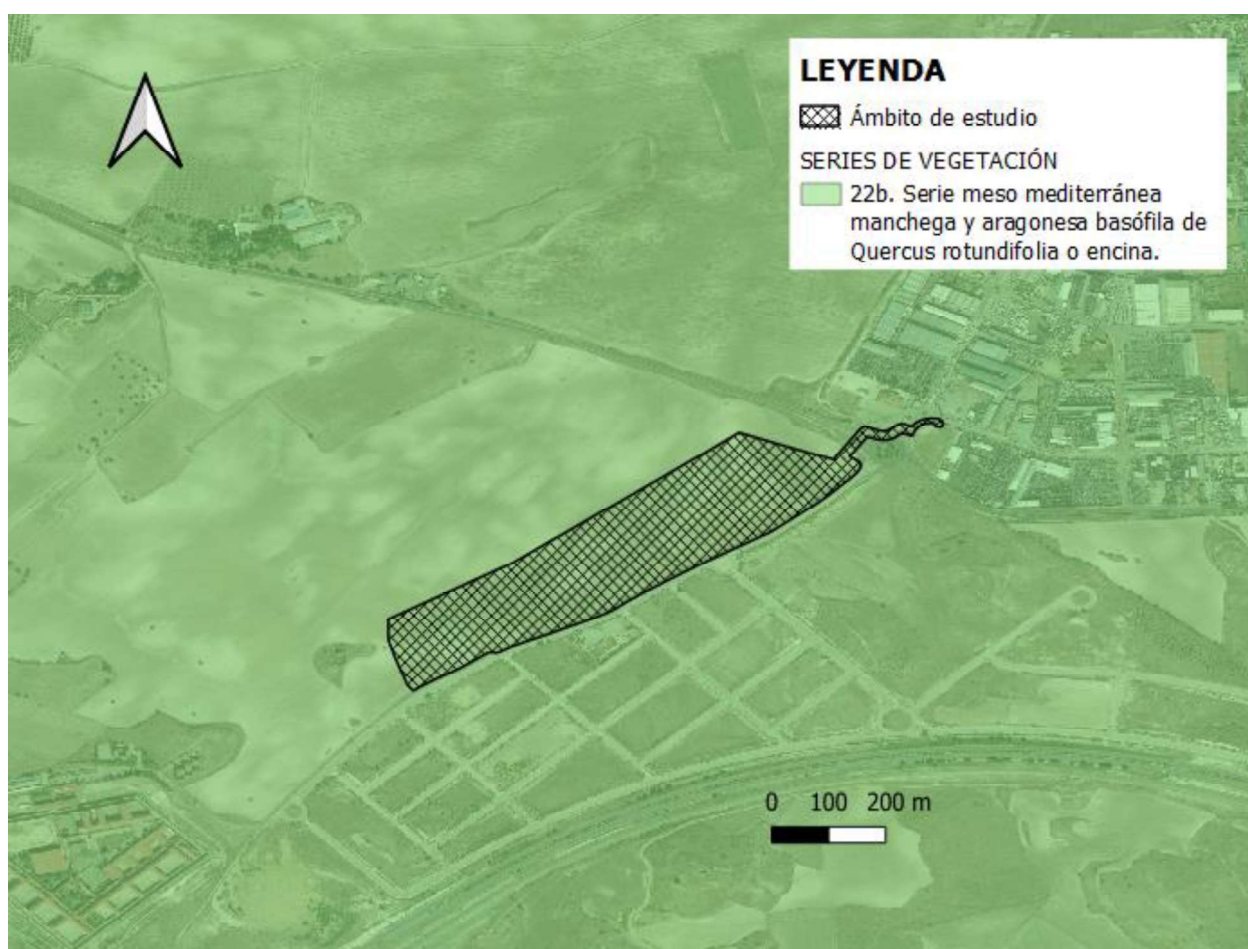 LEYENDA
Ámbito de estudio
SERIES DE VEGETACIÓN
22b. Serie meso mediterránea
manchega y aragonesa basófila de
Quercus rotundifolia o encina.
0 100 200 m